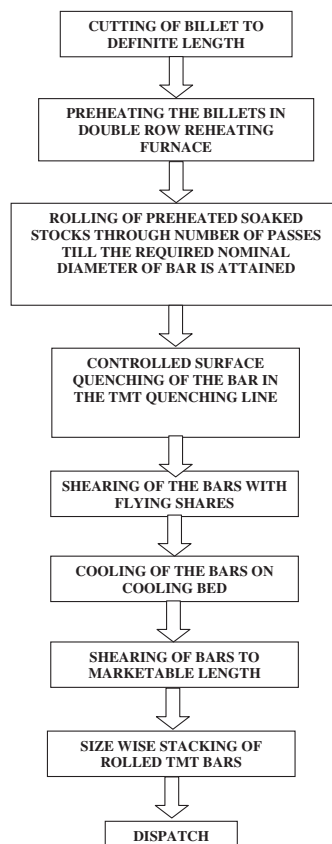 CUTTING OF BILLET TO
DEFINITE LENGTH
PREHEATING THE BILLETS IN
DOUBLE ROW REHEATING
FURNACE
ROLLING OF PREHEATED SOAKED
STOCKS THROUGH NUMBER OF PASSES
TILL THE REQUIRED NOMINAL
DIAMETER OF BAR IS ATTAINED
CONTROLLED SURFACE
QUENCHING OF THE BAR IN
THE TMT QUENCHING LINE
SHEARING OF THE BARS WITH
FLYING SHARES
COOLING OF THE BARS ON
COOLING BED
SHEARING OF BARS TO
MARKETABLE LENGTH
SIZE WISE STACKING OF
ROLLED TMT BARS
DISPATCH